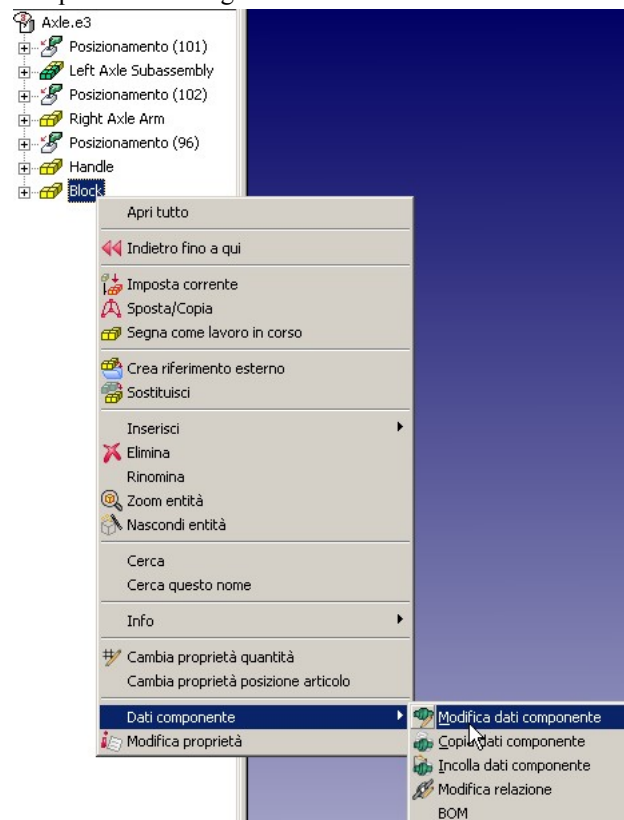 Axle.e3
Posizionamento (101)
Left Axle Subassembly
Posizionamento (102)
Right Axle Arm
Posizionamento (96)
Handle
Block
Apri tutto
Indietro fino a qui
Imposta corrente
Sposta/Copia
Segna come lavoro in corso
Crea riferimento esterno
Sostituisci
Inserisci
Elimina
Rinomina
Zoom entità
Nascondi entità
Cerca
Cerca questo nome
Info
Cambia proprietà quantità
Cambia proprietà posizione articolo
Dati componente
Modifica proprietà
Modifica dati componente
Copia dati componente
Incolla dati componente
Modifica relazione
BOM